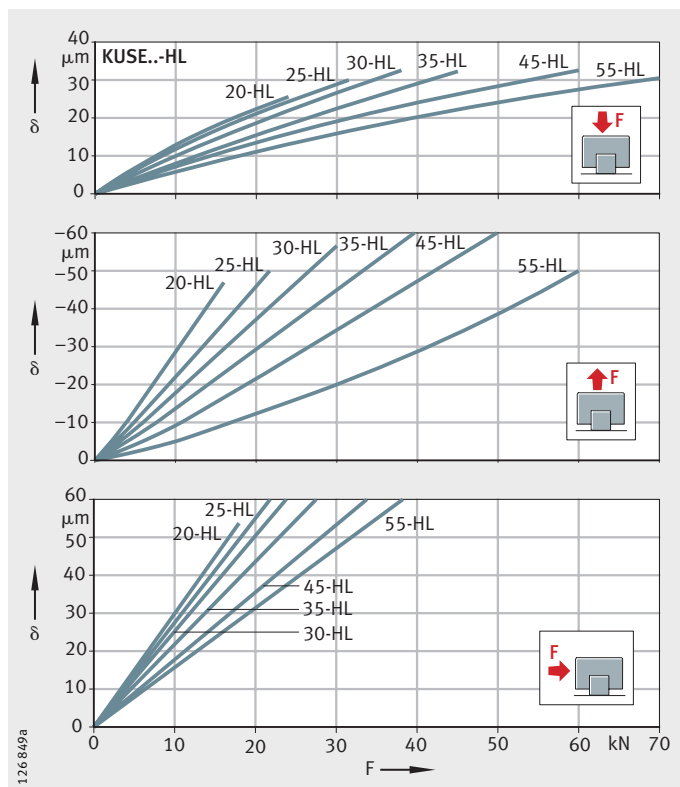 40
μm
30
20
10
0
δ
KUSE..-HL
20-HL
25-HL
30-HL
35-HL
45-HL
55-HL
F
−60
μm
−50
−40
−30
−20
−10
0
δ
20-HL
25-HL
30-HL
35-HL
45-HL
55-HL
F
60
μm
50
40
30
20
10
0
δ
25-HL
20-HL
55-HL
45-HL
35-HL
30-HL
F
0 10 20 30 40 50 60 kN 70
F
126 849a